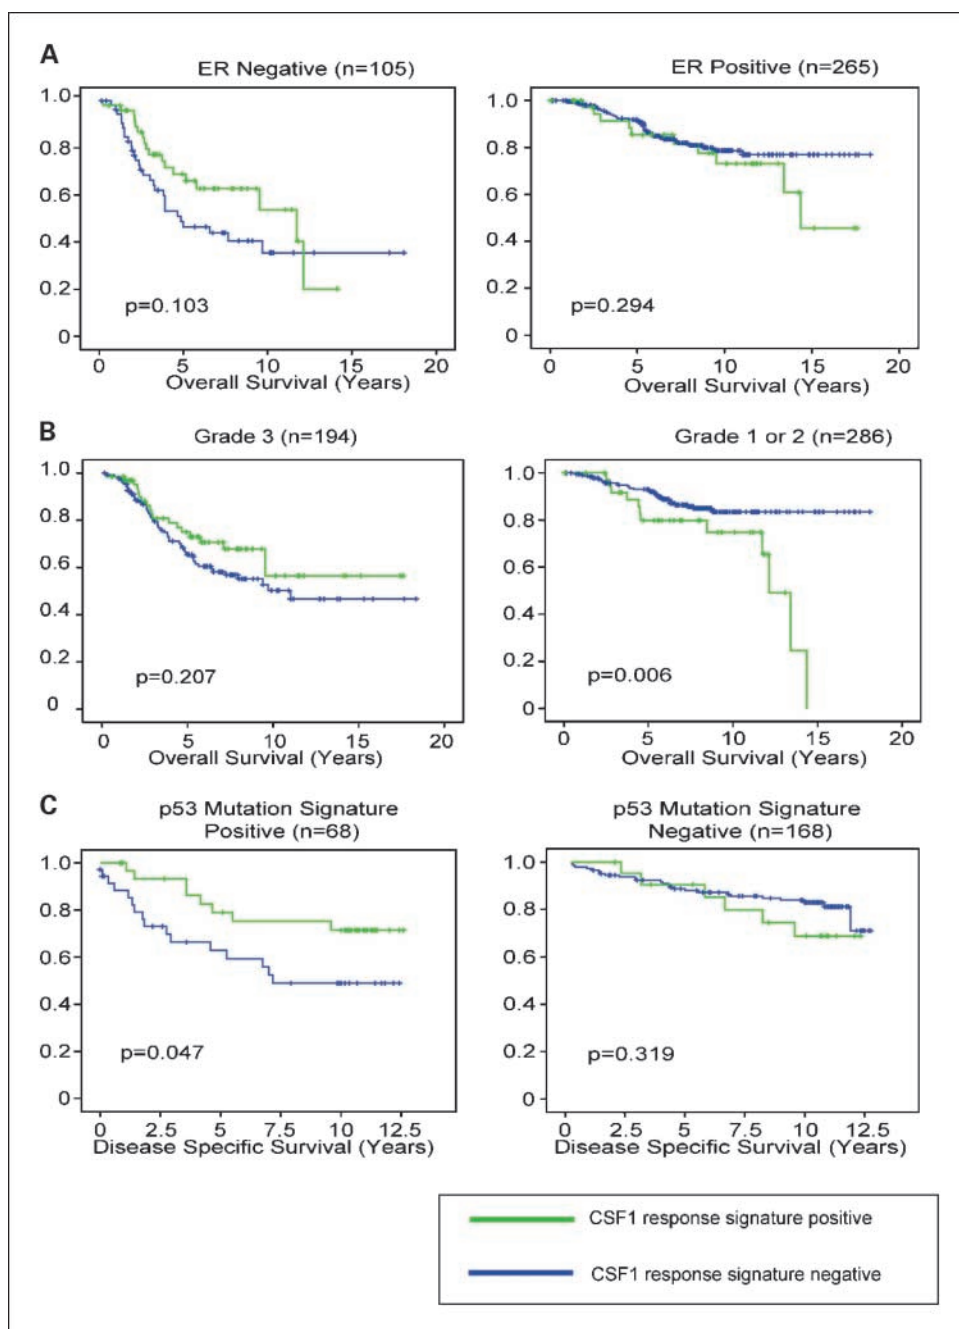 A
ER Negative (n=105)
1.0
0.8
0.6
0.4
0.2
0
p=0.103
0 5 10 15 20
Overall Survival (Years)
ER Positive (n=265)
1.0
0.8
0.6
0.4
0.2
0
p=0.294
0 5 10 15 20
Overall Survival (Years)
B
Grade 3 (n=194)
1.0
0.8
0.6
0.4
0.2
0
p=0.207
0 5 10 15 20
Overall Survival (Years)
Grade 1 or 2 (n=286)
1.0
0.8
0.6
0.4
0.2
0
p=0.006
0 5 10 15 20
Overall Survival (Years)
C
p53 Mutation Signature
Positive (n=68)
1.0
0.8
0.6
0.4
0.2
0
p=0.047
0 2.5 5 7.5 10 12.5
Disease Specific Survival (Years)
p53 Mutation Signature
Negative (n=168)
1.0
0.8
0.6
0.4
0.2
0
p=0.319
0 2.5 5 7.5 10 12.5
Disease Specific Survival (Years)
CSF1 response signature positive
CSF1 response signature negative